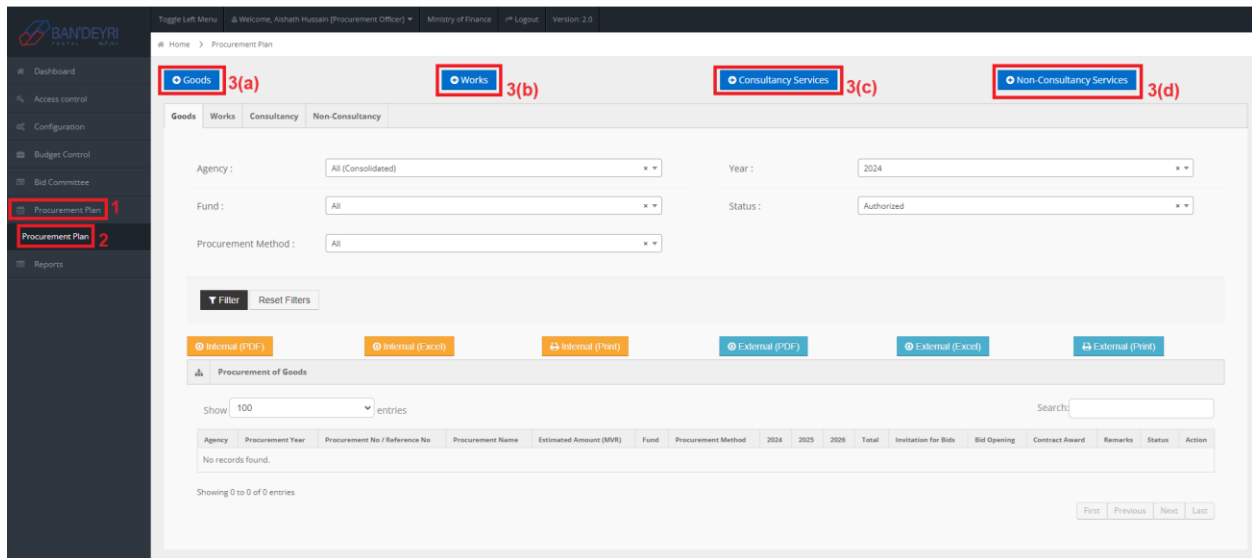 BAN'DEYRI
PORTAL
Toggle Left Menu Welcome, Aishath Hussain [Procurement Officer] Ministry of Finance Logout Version: 2.0
Home > Procurement Plan
Dashboard
Access control
Configuration
Budget Control
Bid Committee
Procurement Plan 1
Procurement Plan 2
Reports
Goods 3(a) Works 3(b) Consultancy Services 3(c) Non-Consultancy Services 3(d)
Goods Works Consultancy Non-Consultancy
Agency : All (Consolidated) × Year : 2024 ×
Fund : All × Status : Authorized ×
Procurement Method : All ×
Filter Reset Filters
Internal (PDF) Internal (Excel) Internal (Print) External (PDF) External (Excel) External (Print)
Procurement of Goods
Show 100 entries Search:
Agency Procurement Year Procurement No / Reference No Procurement Name Estimated Amount (MVR) Fund Procurement Method 2024 2025 2026 Total Invitation for Bids Bid Opening Contract Award Remarks Status Action
No records found.
Showing 0 to 0 of 0 entries
First Previous Next Last